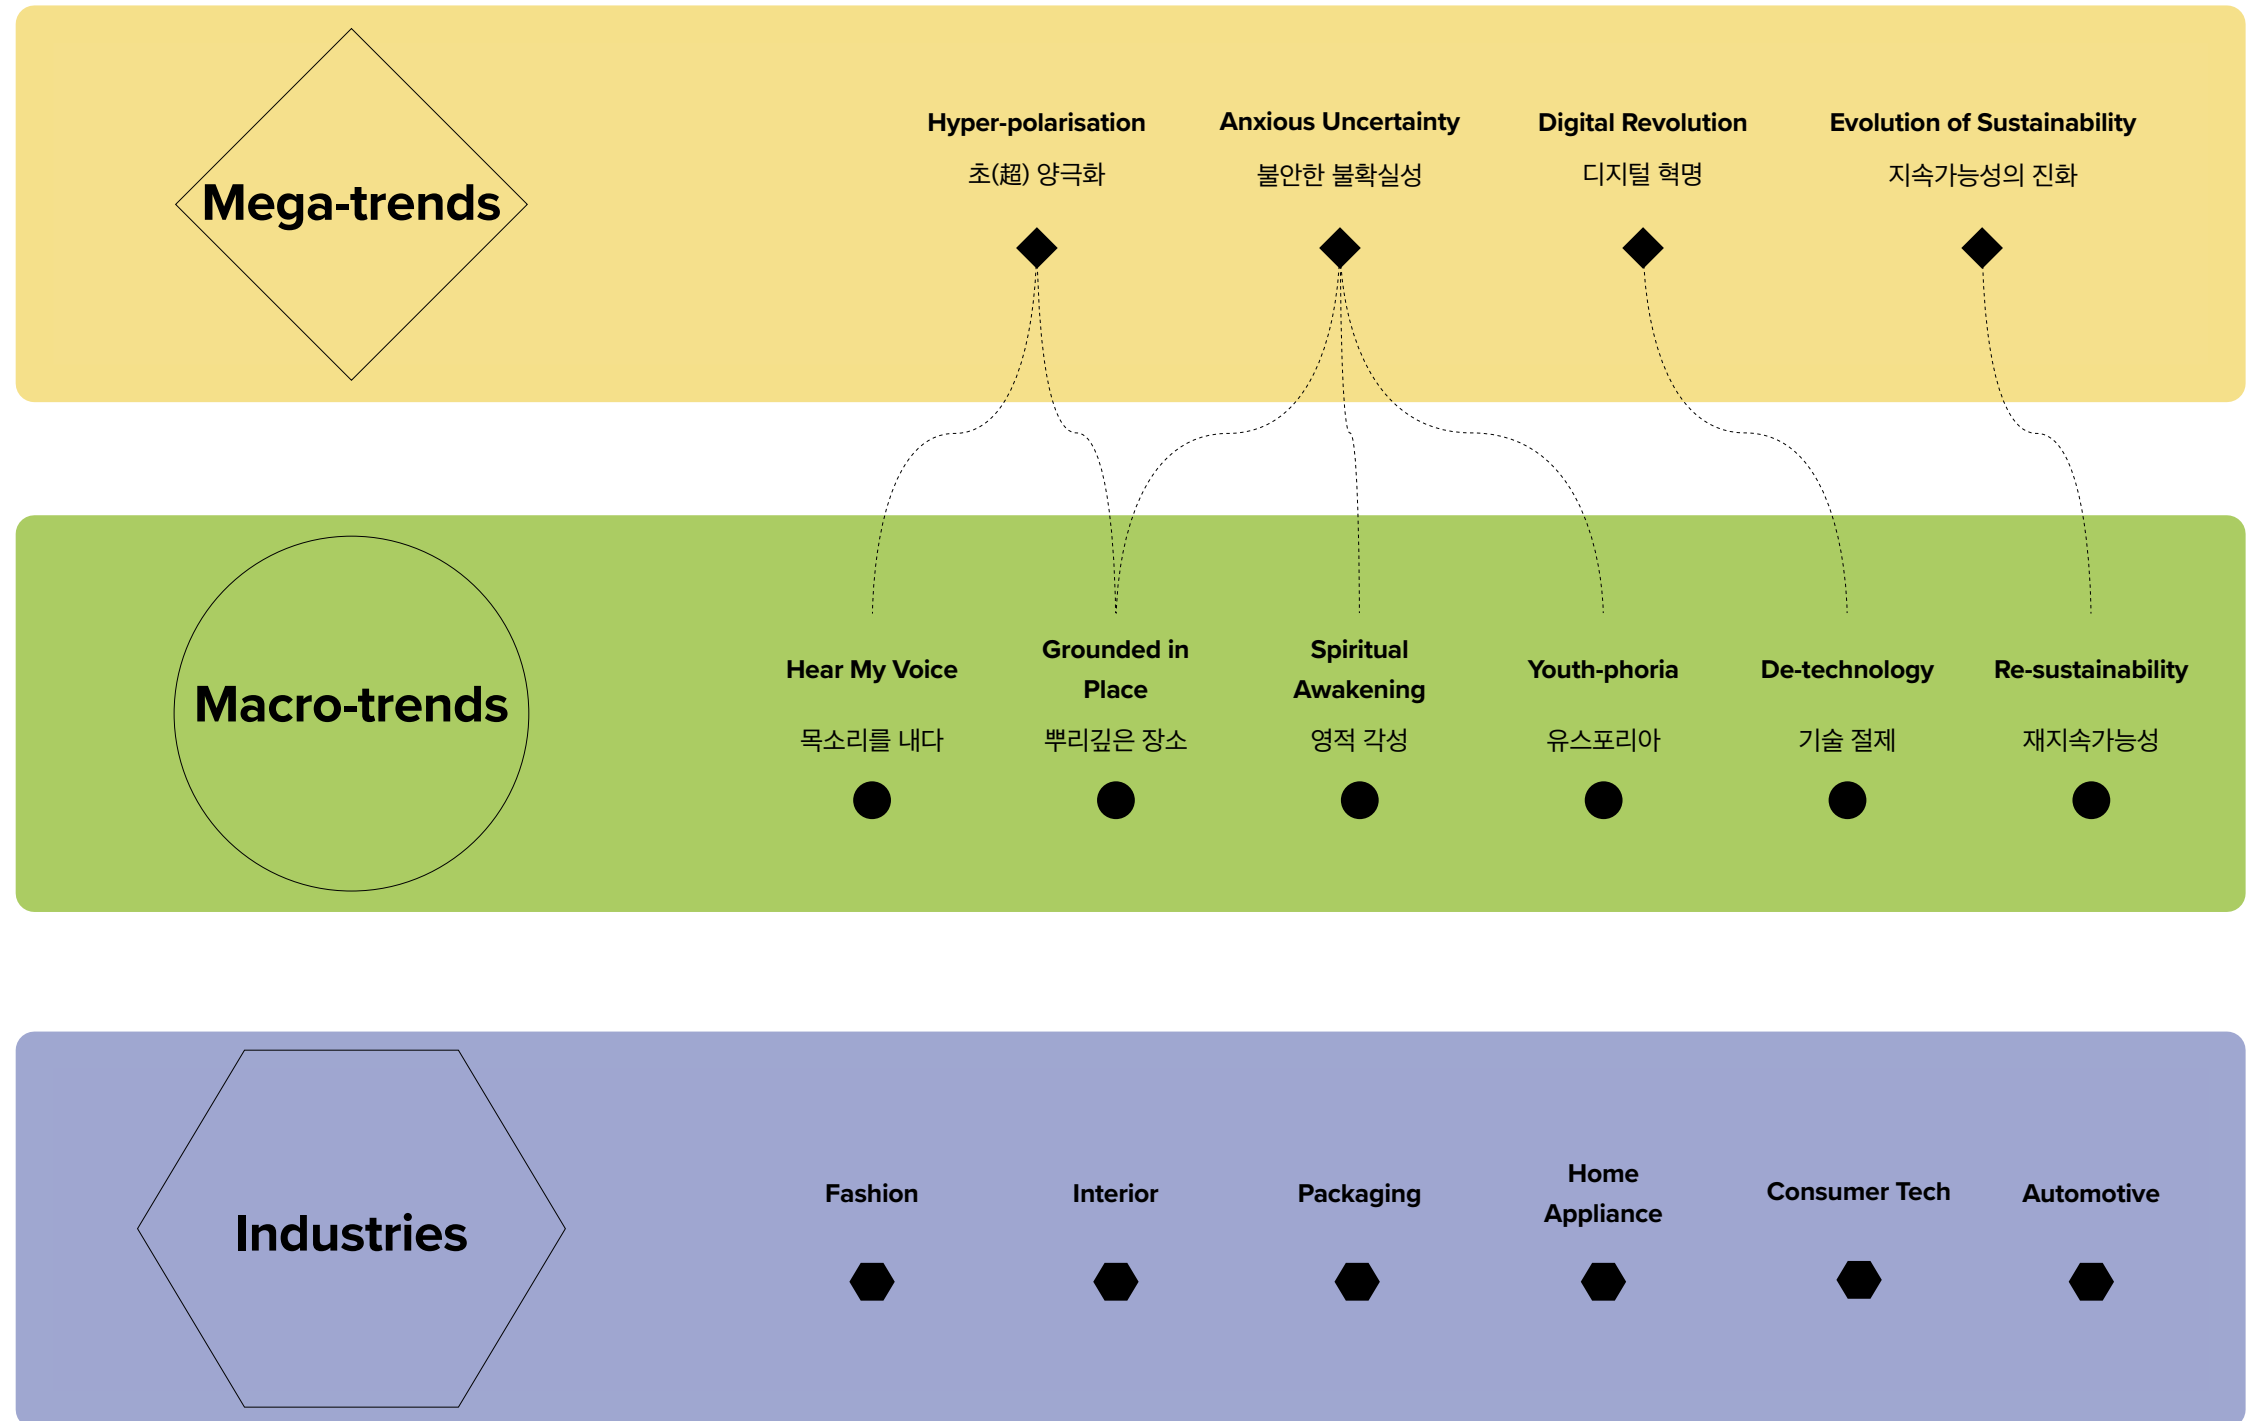 Mega-trends
Hyper-polarisation
초(超) 양극화
Anxious Uncertainty
불안한 불확실성
Digital Revolution
디지털 혁명
Evolution of Sustainability
지속가능성의 진화
Macro-trends
Hear My Voice
목소리를 내다
Grounded in
Place
뿌리깊은 장소
Spiritual
Awakening
영적 각성
Youth-phoria
유스포리아
De-technology
기술 절제
Re-sustainability
재지속가능성
Industries
Fashion
Interior
Packaging
Home
Appliance
Consumer Tech
Automotive